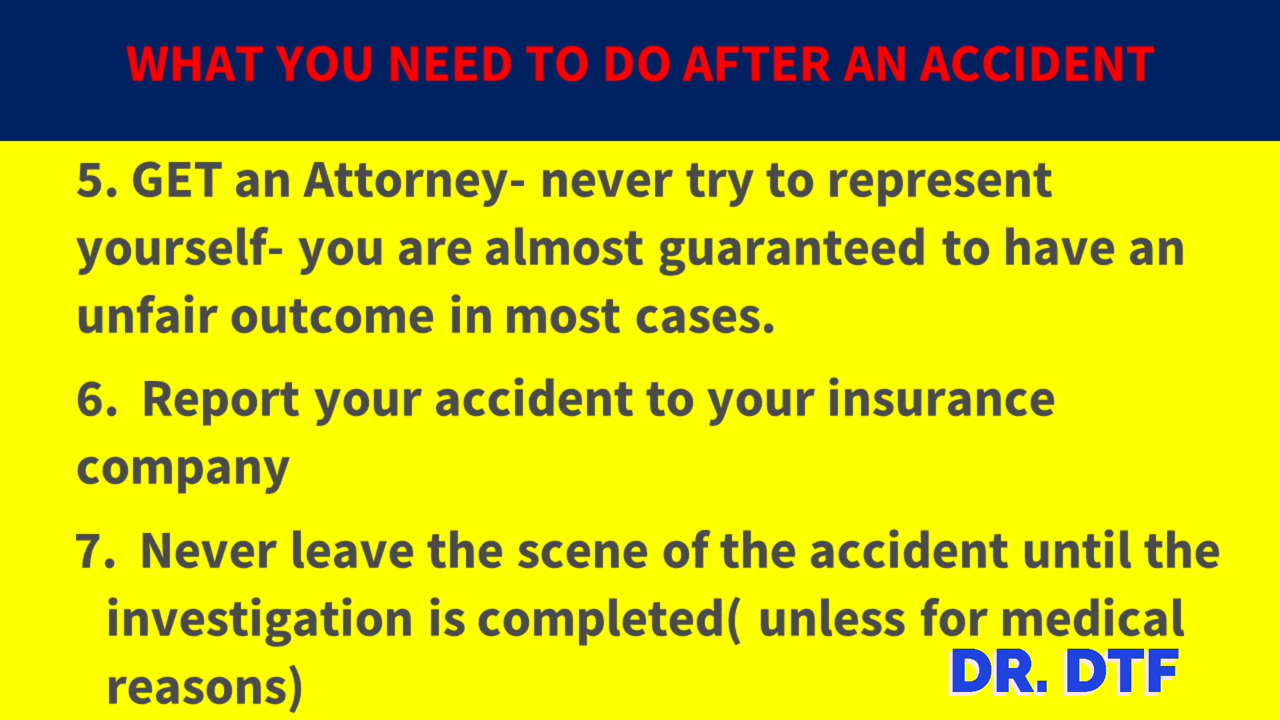 WHAT YOU NEED TO DO AFTER AN ACCIDENT
5. GET an Attorney- never try to represent
yourself- you are almost guaranteed to have an
unfair outcome in most cases.
6. Report your accident to your insurance
company
7. Never leave the scene of the accident until the
investigation is completed( unless for medical
reasons)
DR. DTF